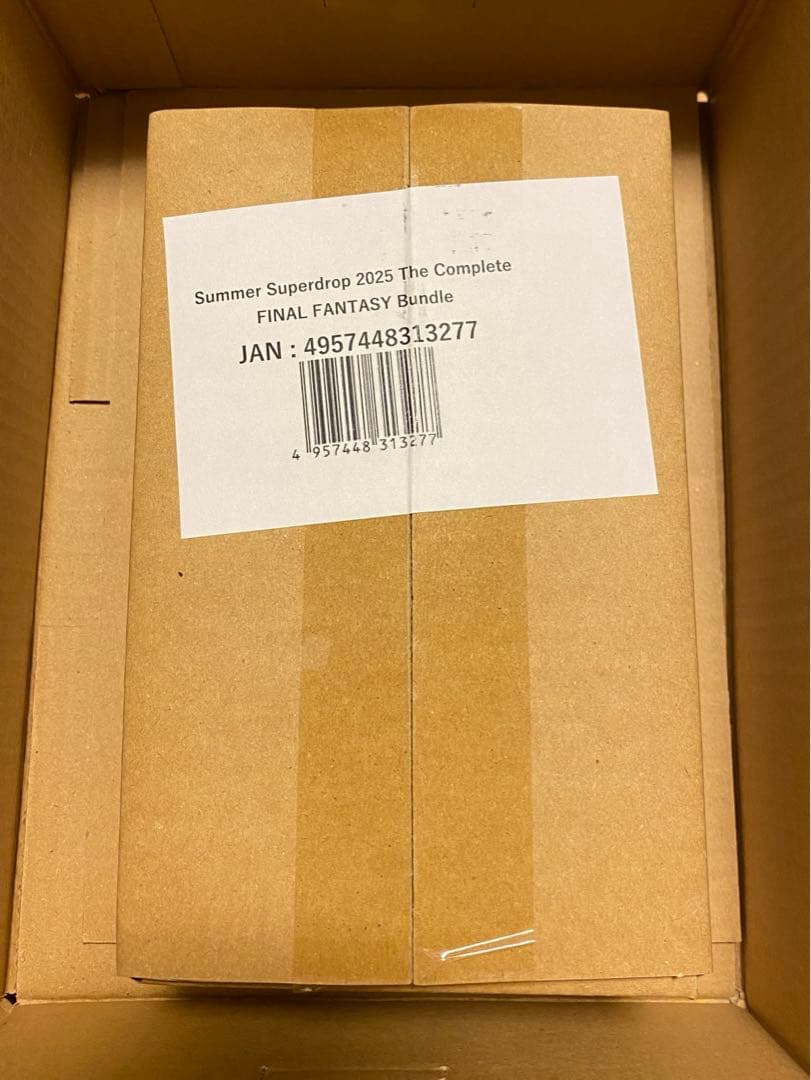 Summer Superdrop 2025 The Complete
FINAL FANTASY Bundle
JAN : 4957448313277
4 957448 313277